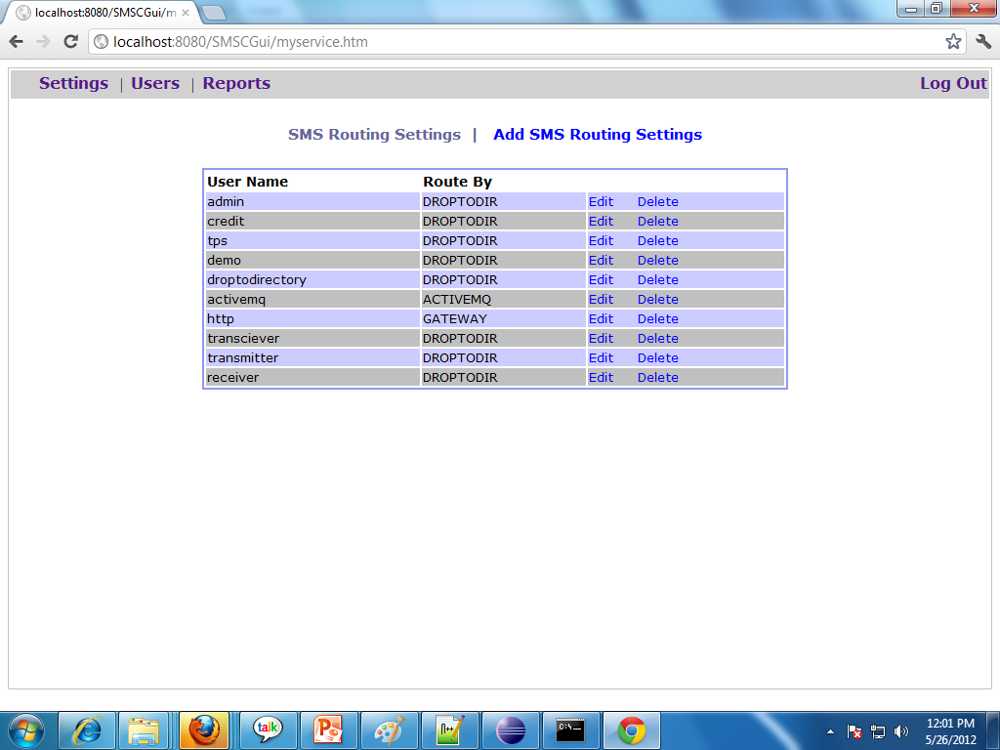 localhost:8080/SMSCGui/m
localhost:8080/SMSCGui/myservice.htm
Settings | Users | Reports Log Out
SMS Routing Settings | Add SMS Routing Settings
User Name Route By
admin DROPTODIR Edit Delete
credit DROPTODIR Edit Delete
tps DROPTODIR Edit Delete
demo DROPTODIR Edit Delete
droptodirectory DROPTODIR Edit Delete
activemq ACTIVEMQ Edit Delete
http GATEWAY Edit Delete
transciever DROPTODIR Edit Delete
transmitter DROPTODIR Edit Delete
receiver DROPTODIR Edit Delete
talk
C:\
12:01 PM
5/26/2012